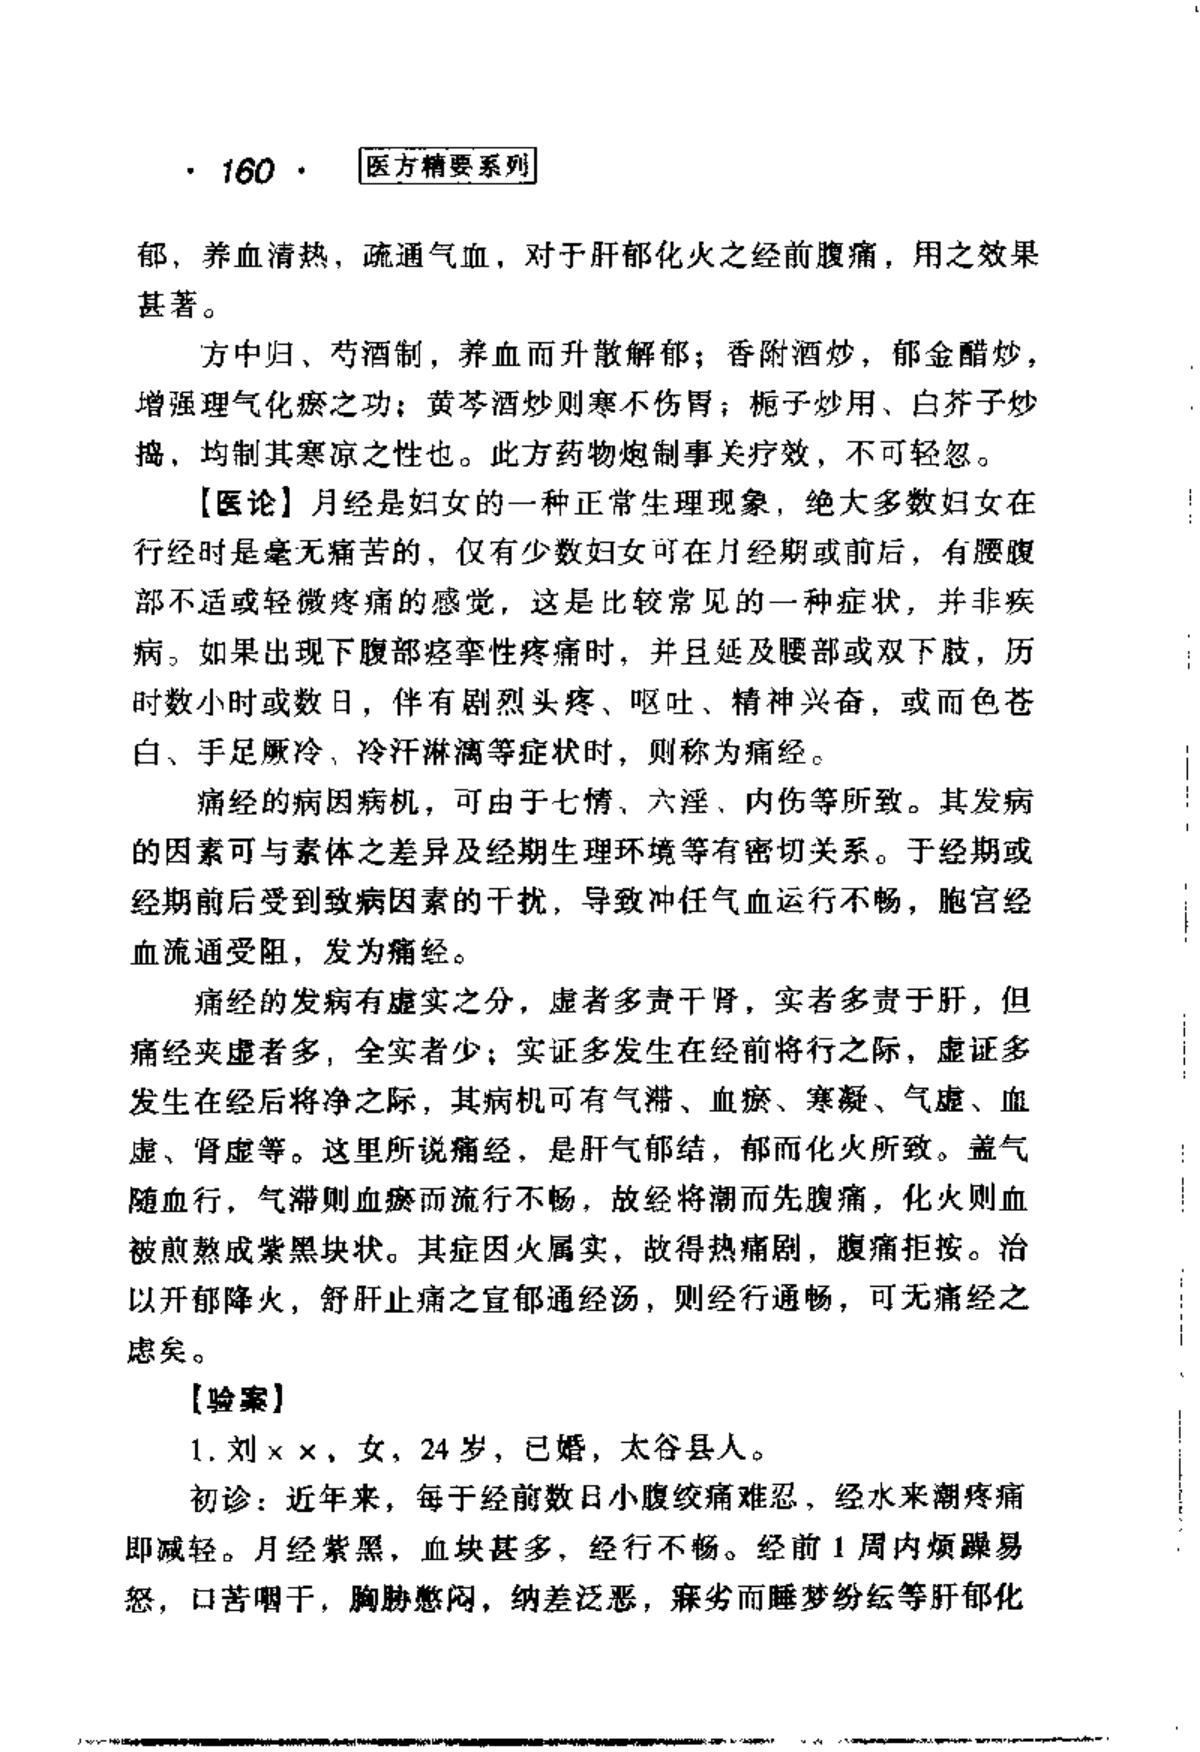 · 160 · 医方精要系列
郁，养血清热，疏通气血，对于肝郁化火之经前腹痛，用之效果
甚著。
方中归、芍酒制，养血而升散解郁；香附酒炒，郁金醋炒，
增强理气化瘀之功；黄芩酒炒则寒不伤胃；栀子炒用、白芥子炒
捣，均制其寒凉之性也。此方药物炮制事关疗效，不可轻忽。
【医论】月经是妇女的一种正常生理现象，绝大多数妇女在
行经时是毫无痛苦的，仅有少数妇女可在月经期或前后，有腰腹
部不适或轻微疼痛的感觉，这是比较常见的一种症状，并非疾
病。如果出现下腹部痉挛性疼痛时，并且延及腰部或双下肢，历
时数小时或数日，伴有剧烈头疼、呕吐、精神兴奋，或而色苍
白、手足厥冷、冷汗淋漓等症状时，则称为痛经。
痛经的病因病机，可由于七情、六淫、内伤等所致。其发病
的因素可与素体之差异及经期生理环境等有密切关系。于经期或
经期前后受到致病因素的干扰，导致冲任气血运行不畅，胞宫经
血流通受阻，发为痛经。
痛经的发病有虚实之分，虚者多责于肾，实者多责于肝，但
痛经夹虚者多，全实者少；实证多发生在经前将行之际，虚证多
发生在经后将净之际，其病机可有气滞、血瘀、寒凝、气虚、血
虚、肾虚等。这里所说痛经，是肝气郁结，郁而化火所致。盖气
随血行，气滞则血瘀而流行不畅，故经将潮而先腹痛，化火则血
被煎熬成紫黑块状。其症因火属实，故得热痛剧，腹痛拒按。治
以开郁降火，舒肝止痛之宣郁通经汤，则经行通畅，可无痛经之
虑矣。
【验案】
1. 刘××，女，24 岁，已婚，太谷县人。
初诊：近年来，每于经前数日小腹绞痛难忍，经水来潮疼痛
即减轻。月经紫黑，血块甚多，经行不畅。经前 1 周内烦躁易
怒，口苦咽干，胸胁憋闷，纳差泛恶，寐劣而睡梦纷纭等肝郁化